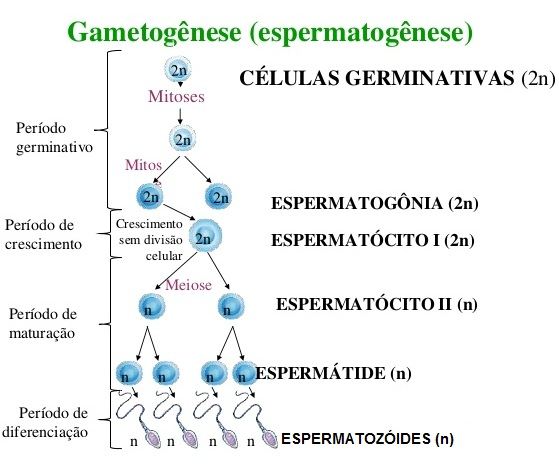 Gametogênese (espermatogênese)
2n
CÉLULAS GERMINATIVAS (2n)
Mitoses
Período
germinativo
2n
Mitos
2n
2n
ESPERMATOGÔNIA (2n)
Período de
crescimento
Crescimento
sem divisão
celular
2n
ESPERMATÓCITO I (2n)
Meiose
Período de
maturação
n
n
ESPERMATÓCITO II (n)
n
n
n
n
ESPERMÁTIDE (n)
Período de
diferenciação
n
n
n
n
ESPERMATOZÓIDES (n)